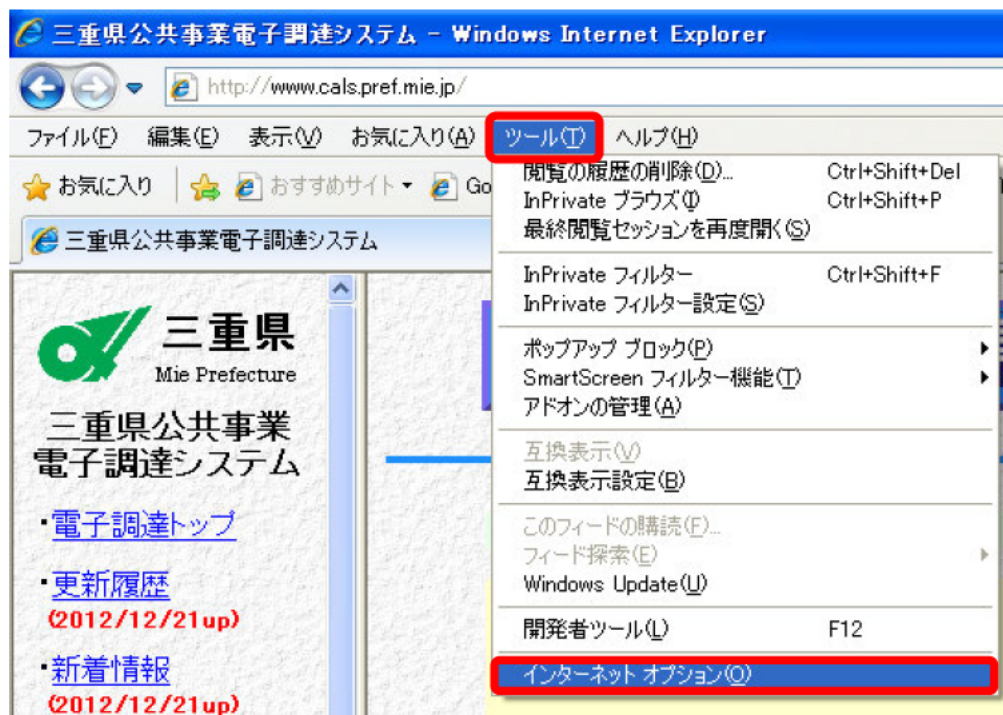 三重県公共事業電子調達システム - Windows Internet Explorer
http://www.cals.pref.mie.jp/
ファイル(F) 編集(E) 表示(V) お気に入り(A) ツール(T) ヘルプ(H)
お気に入り おすすめサイト Go
三重県公共事業電子調達システム
閲覧の履歴の削除(D)... Ctrl+Shift+Del
InPrivate ブラウズ(I) Ctrl+Shift+P
最終閲覧セッションを再度開く(S)
InPrivate フィルター Ctrl+Shift+F
InPrivate フィルター設定(S)
ポップアップ ブロック(P)
SmartScreen フィルター機能(T)
アドオンの管理(A)
互換表示(V)
互換表示設定(B)
このフィードの購読(F)...
フィード探索(E)
Windows Update(U)
開発者ツール(L) F12
インターネット オプション(O)
三重県
Mie Prefecture
三重県公共事業
電子調達システム
・電子調達トップ
・更新履歴
(2012/12/21up)
・新着情報
(2012/12/21up)